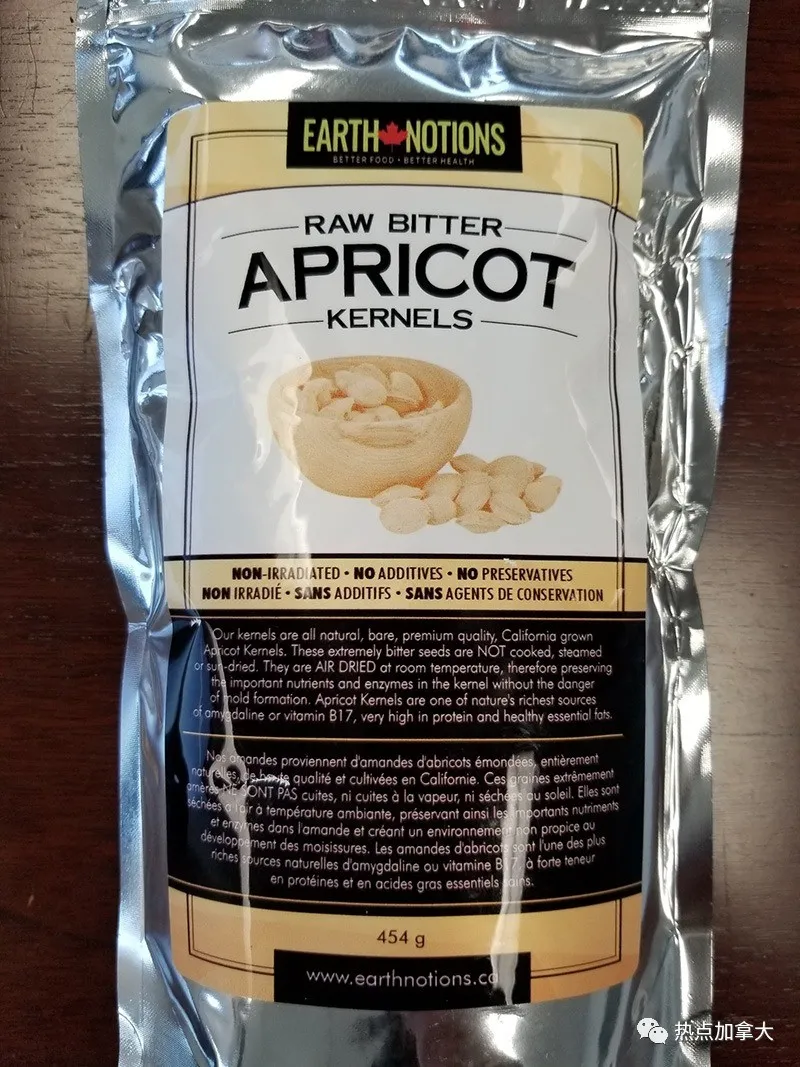 EARTH NOTIONS
BETTER FOOD • BETTER HEALTH
RAW BITTER
APRICOT
KERNELS
NON-IRRADIATED • NO ADDITIVES • NO PRESERVATIVES
NON IRRADIÉ • SANS ADDITIFS • SANS AGENTS DE CONSERVATION
Our kernels are all natural, bare, premium quality, California grown
Apricot Kernels. These extremely bitter seeds are NOT cooked, steamed
or sun-dried. They are AIR DRIED at room temperature, therefore preserving
the important nutrients and enzymes in the kernel without the danger
of mold formation. Apricot Kernels are one of nature's richest sources
of amygdaline or vitamin B17, very high in protein and healthy essential fats.
Nos amandes proviennent d'amandes d'abricots émondées, entièrement
naturelles, de haute qualité et cultivées en Californie. Ces graines extrêmement
amères NE SONT PAS cuites, ni cuites à la vapeur, ni séchées au soleil. Elles sont
séchées à l'air à température ambiante, préservant ainsi les importants nutriments
et enzymes dans l'amande et créant un environnement non propice au
développement des moisissures. Les amandes d'abricots sont l'une des plus
riches sources naturelles d'amygdaline ou vitamine B17, à forte teneur
en protéines et en acides gras essentiels sains.
454 g
www.earthnotions.ca
热点加拿大